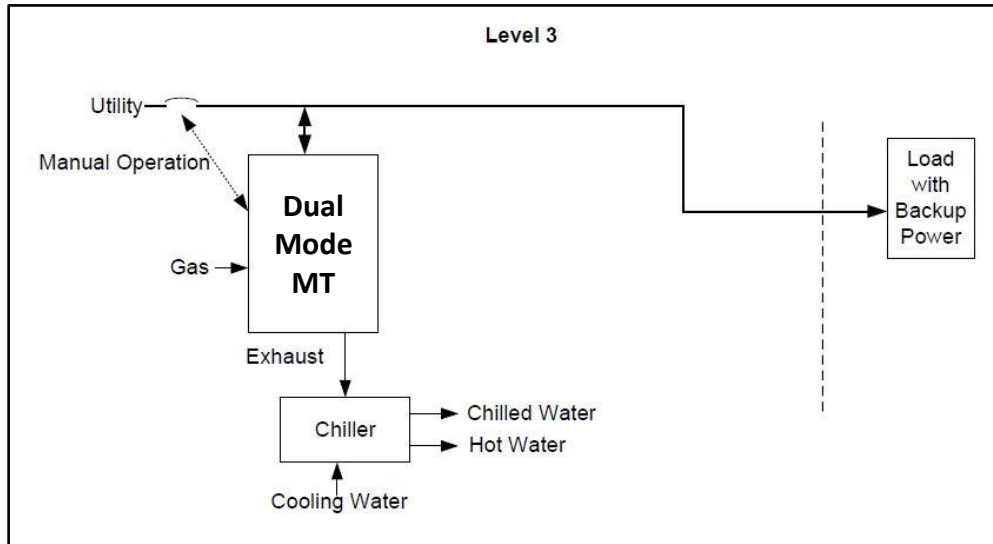 Level 3
Utility
Manual Operation
Dual
Mode
MT
Gas
Load
with
Backup
Power
Exhaust
Chiller
Chilled Water
Hot Water
Cooling Water